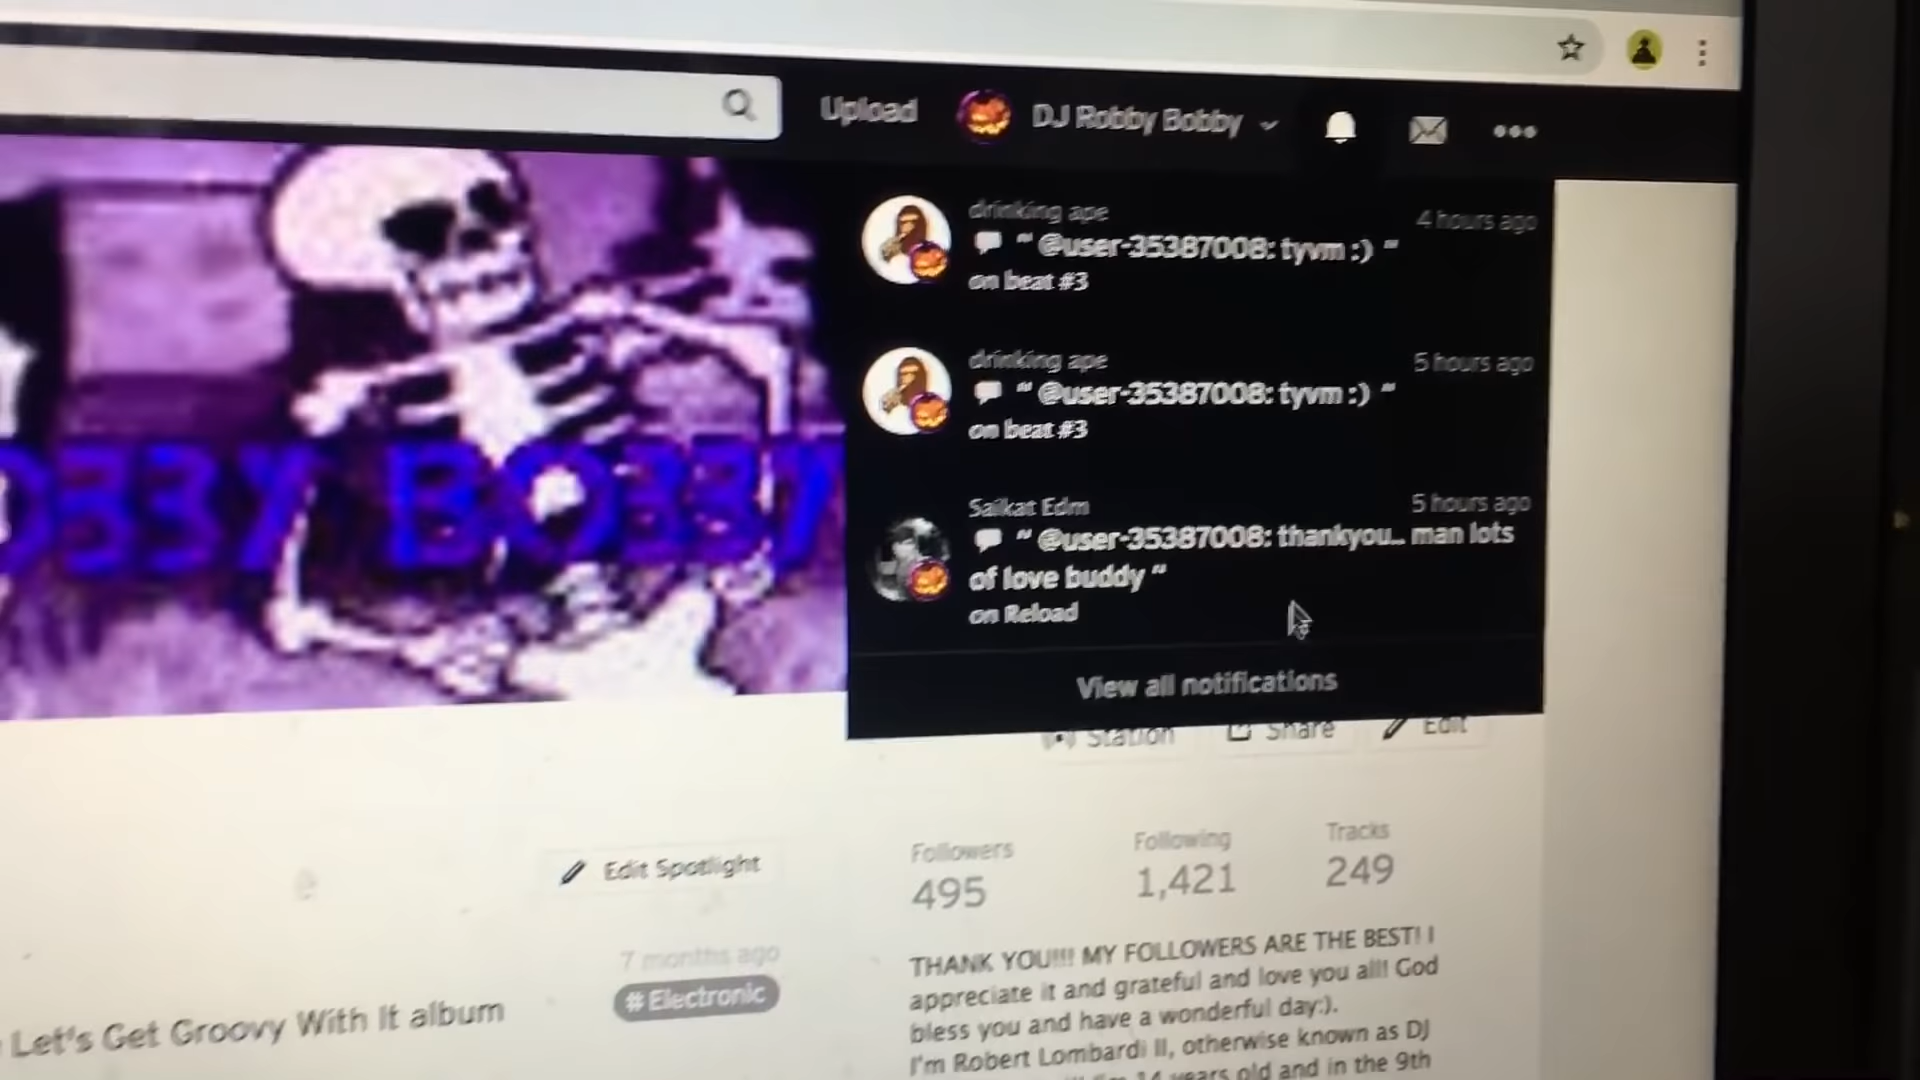 Upload
DJ Robby Bobby
drinking ape
4 hours ago
" @user-35387008: tyvm :) "
on beat #3
drinking ape
5 hours ago
" @user-35387008: tyvm :) "
on beat #3
Saikat Edm
5 hours ago
" @user-35387008: thankyou.. man lots
of love buddy "
on Reload
View all notifications
OBBY BOBBY
Station
Share
Edit
Edit Spotlight
Followers
Following
Tracks
495
1,421
249
7 months ago
# Electronic
Let's Get Groovy With It album
THANK YOU!!! MY FOLLOWERS ARE THE BEST! I
appreciate it and grateful and love you all! God
bless you and have a wonderful day:).
I'm Robert Lombardi II, otherwise known as DJ
14 years old and in the 9th